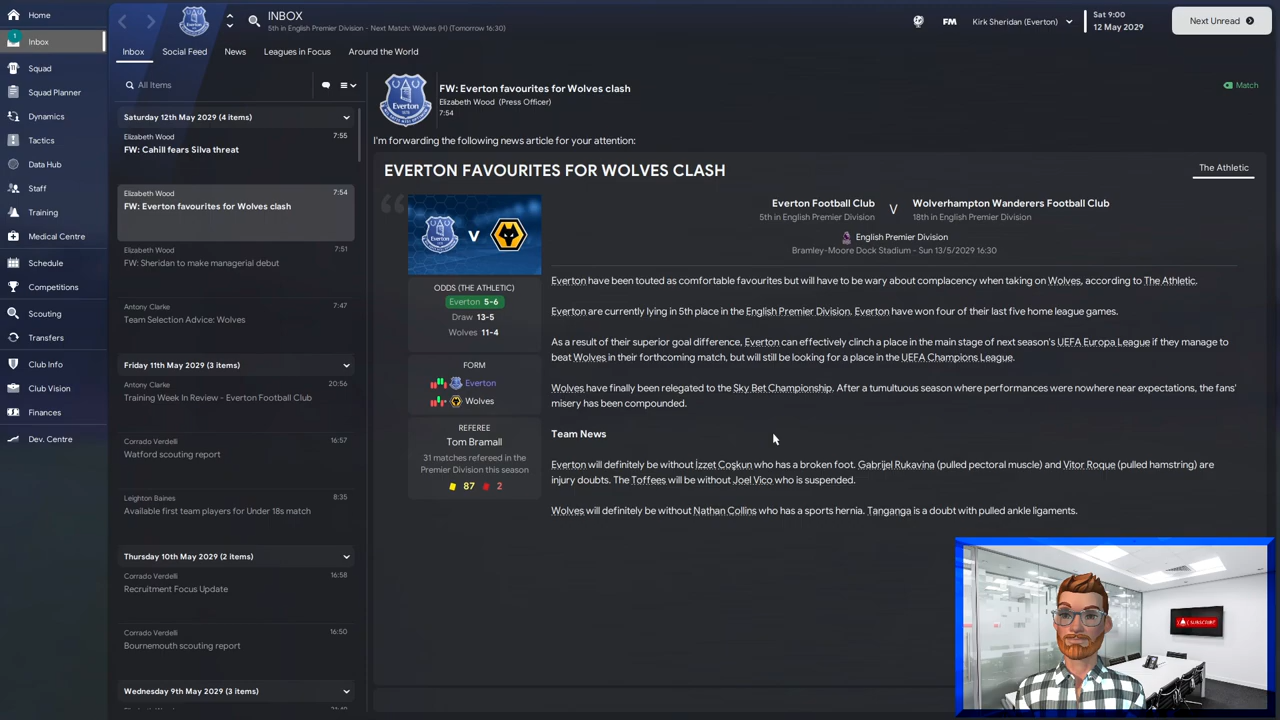 Home
1
Inbox
Squad
Squad Planner
Dynamics
Tactics
Data Hub
Staff
Training
Medical Centre
Schedule
Competitions
Scouting
Transfers
Club Info
Club Vision
Finances
Dev. Centre
Everton
INBOX
5th in English Premier Division - Next Match: Wolves (H) (Tomorrow 16:30)
FM
Kirk Sheridan (Everton)
Sat 9:00
12 May 2029
Next Unread
Inbox
Social Feed
News
Leagues in Focus
Around the World
All Items
Saturday 12th May 2029 (4 items)
Elizabeth Wood 7:55
FW: Cahill fears Silva threat
Elizabeth Wood 7:54
FW: Everton favourites for Wolves clash
Elizabeth Wood 7:51
FW: Sheridan to make managerial debut
Antony Clarke 7:47
Team Selection Advice: Wolves
Friday 11th May 2029 (3 items)
Antony Clarke 20:56
Training Week In Review - Everton Football Club
Corrado Verdelli 16:57
Watford scouting report
Leighton Baines 8:35
Available first team players for Under 18s match
Thursday 10th May 2029 (2 items)
Corrado Verdelli 16:58
Recruitment Focus Update
Corrado Verdelli 16:50
Bournemouth scouting report
Wednesday 9th May 2029 (3 items)
Everton
FW: Everton favourites for Wolves clash
Elizabeth Wood (Press Officer)
7:54
Match
I'm forwarding the following news article for your attention:
EVERTON FAVOURITES FOR WOLVES CLASH
The Athletic
V
ODDS (THE ATHLETIC)
Everton 5-6
Draw 13-5
Wolves 11-4
FORM
Everton
Wolves
REFEREE
Tom Bramall
31 matches refereed in the
Premier Division this season
87 2
Everton Football Club V Wolverhampton Wanderers Football Club
5th in English Premier Division 18th in English Premier Division
English Premier Division
Bramley-Moore Dock Stadium - Sun 13/5/2029 16:30
Everton have been touted as comfortable favourites but will have to be wary about complacency when taking on Wolves, according to The Athletic.
Everton are currently lying in 5th place in the English Premier Division. Everton have won four of their last five home league games.
As a result of their superior goal difference, Everton can effectively clinch a place in the main stage of next season's UEFA Europa League if they manage to
beat Wolves in their forthcoming match, but will still be looking for a place in the UEFA Champions League.
Wolves have finally been relegated to the Sky Bet Championship. After a tumultuous season where performances were nowhere near expectations, the fans'
misery has been compounded.
Team News
Everton will definitely be without İzzet Coşkun who has a broken foot. Gabrijel Rukavina (pulled pectoral muscle) and Vitor Roque (pulled hamstring) are
injury doubts. The Toffees will be without Joel Vico who is suspended.
Wolves will definitely be without Nathan Collins who has a sports hernia. Tanganga is a doubt with pulled ankle ligaments.
SUBSCRIBE